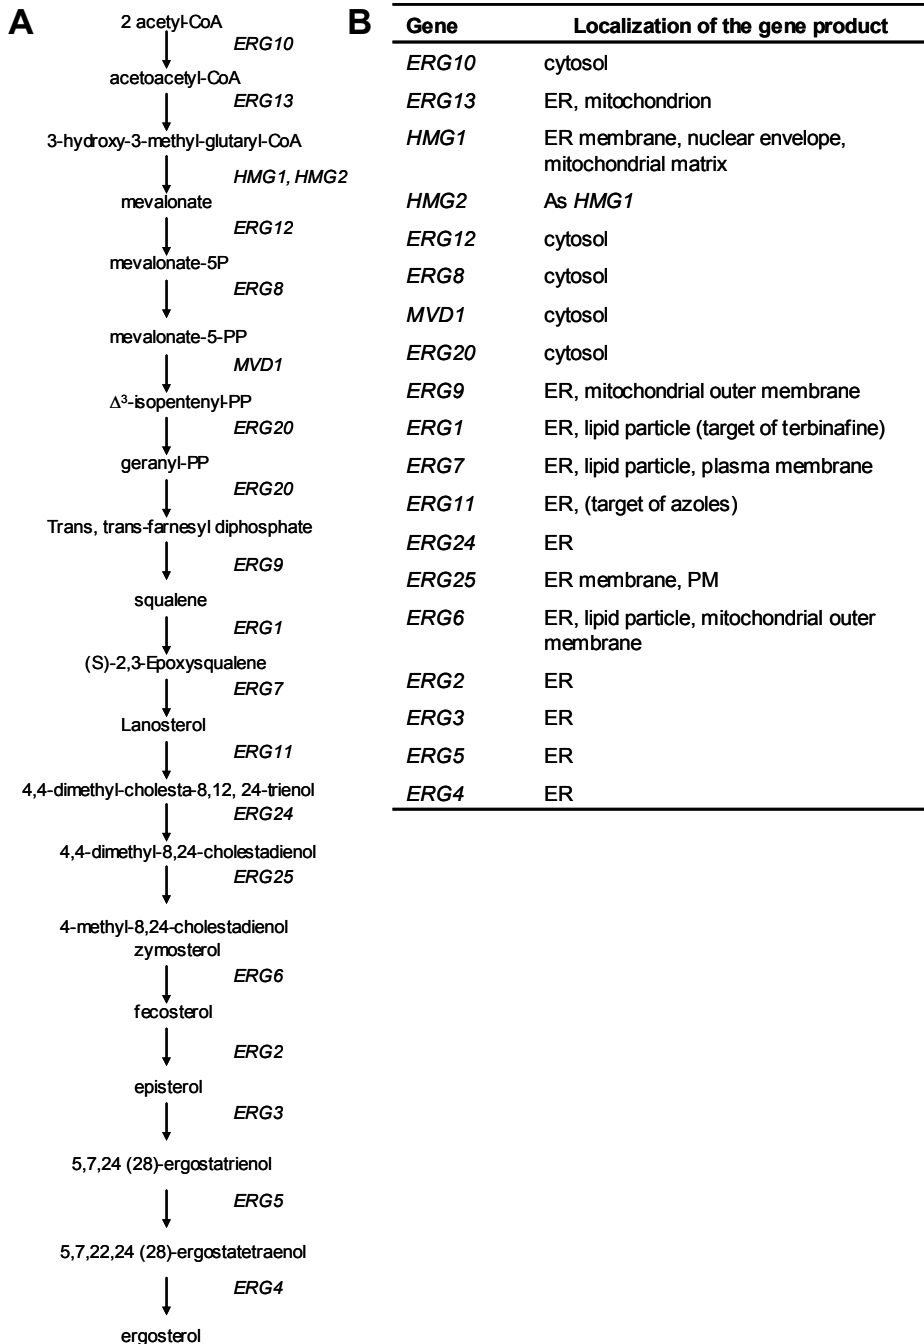 A
2 acetyl-CoA
ERG10
acetoacetyl-CoA
ERG13
3-hydroxy-3-methyl-glutaryl-CoA
HMG1, HMG2
mevalonate
ERG12
mevalonate-5P
ERG8
mevalonate-5-PP
MVD1
Δ³-isopentenyl-PP
ERG20
geranyl-PP
ERG20
Trans, trans-farnesyl diphosphate
ERG9
squalene
ERG1
(S)-2,3-Epoxysqualene
ERG7
Lanosterol
ERG11
4,4-dimethyl-cholesta-8,12, 24-trienol
ERG24
4,4-dimethyl-8,24-cholestadienol
ERG25
4-methyl-8,24-cholestadienol
zymosterol
ERG6
fecosterol
ERG2
episterol
ERG3
5,7,24 (28)-ergostatrienol
ERG5
5,7,22,24 (28)-ergostatetraenol
ERG4
ergosterol
B
Gene Localization of the gene product
ERG10 cytosol
ERG13 ER, mitochondrion
HMG1 ER membrane, nuclear envelope,
mitochondrial matrix
HMG2 As HMG1
ERG12 cytosol
ERG8 cytosol
MVD1 cytosol
ERG20 cytosol
ERG9 ER, mitochondrial outer membrane
ERG1 ER, lipid particle (target of terbinafine)
ERG7 ER, lipid particle, plasma membrane
ERG11 ER, (target of azoles)
ERG24 ER
ERG25 ER membrane, PM
ERG6 ER, lipid particle, mitochondrial outer
membrane
ERG2 ER
ERG3 ER
ERG5 ER
ERG4 ER